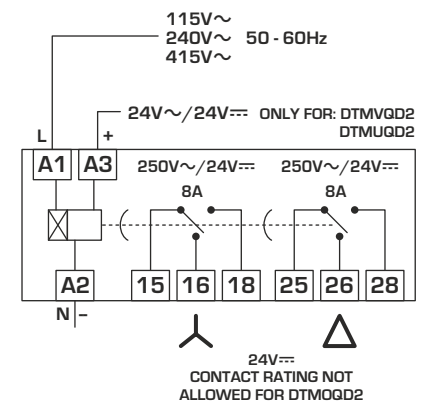 115V~
240V~ 50 - 60Hz
415V~
24V~/24V⎓ ONLY FOR: DTMVQD2
DTMUQD2
L +
A1 A3 250V~/24V⎓ 250V~/24V⎓
8A 8A
A2 15 16 18 25 26 28
N –
24V⎓
CONTACT RATING NOT
ALLOWED FOR DTMOQD2